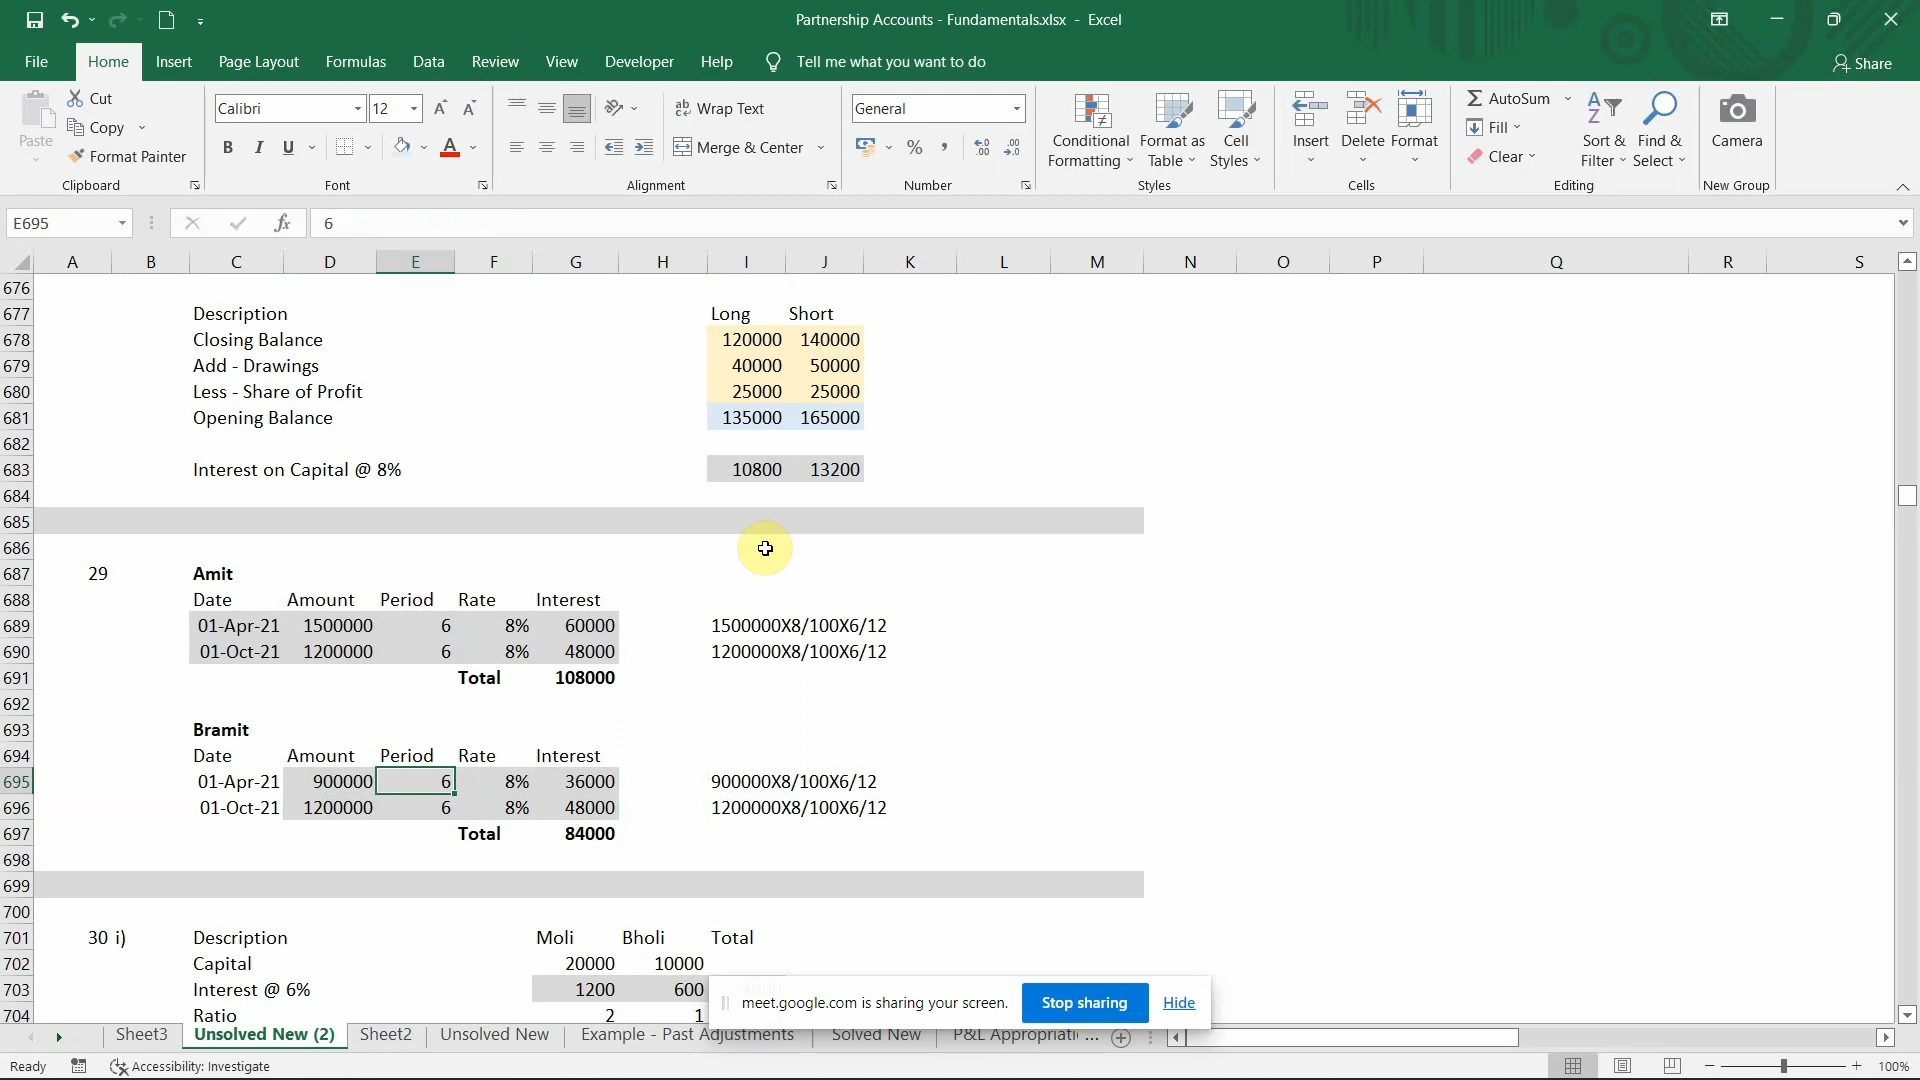 Partnership Accounts - Fundamentals.xlsx - Excel
File Home Insert Page Layout Formulas Data Review View Developer Help Tell me what you want to do Share
Paste Cut Copy Format Painter Clipboard
Calibri 12 B I U A Font
Wrap Text Merge & Center Alignment
General % , Number
Conditional Formatting Format as Table Cell Styles Styles
Insert Delete Format Cells
AutoSum Fill Clear Sort & Filter Find & Select Editing
Camera New Group
E695 fx 6
A B C D E F G H I J K L M N O P Q R S
676
677 Description Long Short
678 Closing Balance 120000 140000
679 Add - Drawings 40000 50000
680 Less - Share of Profit 25000 25000
681 Opening Balance 135000 165000
682
683 Interest on Capital @ 8% 10800 13200
684
685
686
687 29 Amit
688 Date Amount Period Rate Interest
689 01-Apr-21 1500000 6 8% 60000 1500000X8/100X6/12
690 01-Oct-21 1200000 6 8% 48000 1200000X8/100X6/12
691 Total 108000
692
693 Bramit
694 Date Amount Period Rate Interest
695 01-Apr-21 900000 6 8% 36000 900000X8/100X6/12
696 01-Oct-21 1200000 6 8% 48000 1200000X8/100X6/12
697 Total 84000
698
699
700
701 30 i) Description Moli Bholi Total
702 Capital 20000 10000
703 Interest @ 6% 1200 600
704 Ratio 2 1
meet.google.com is sharing your screen. Stop sharing Hide
Sheet3 Unsolved New (2) Sheet2 Unsolved New Example - Past Adjustments Solved New P&L Appropriati ...
Ready Accessibility: Investigate 100%